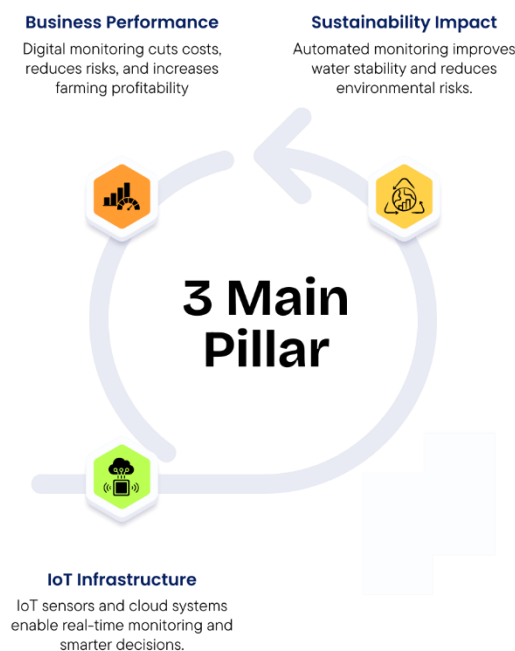 Business Performance
Digital monitoring cuts costs,
reduces risks, and increases
farming profitability
Sustainability Impact
Automated monitoring improves
water stability and reduces
environmental risks.
3 Main
Pillar
IoT Infrastructure
IoT sensors and cloud systems
enable real-time monitoring and
smarter decisions.